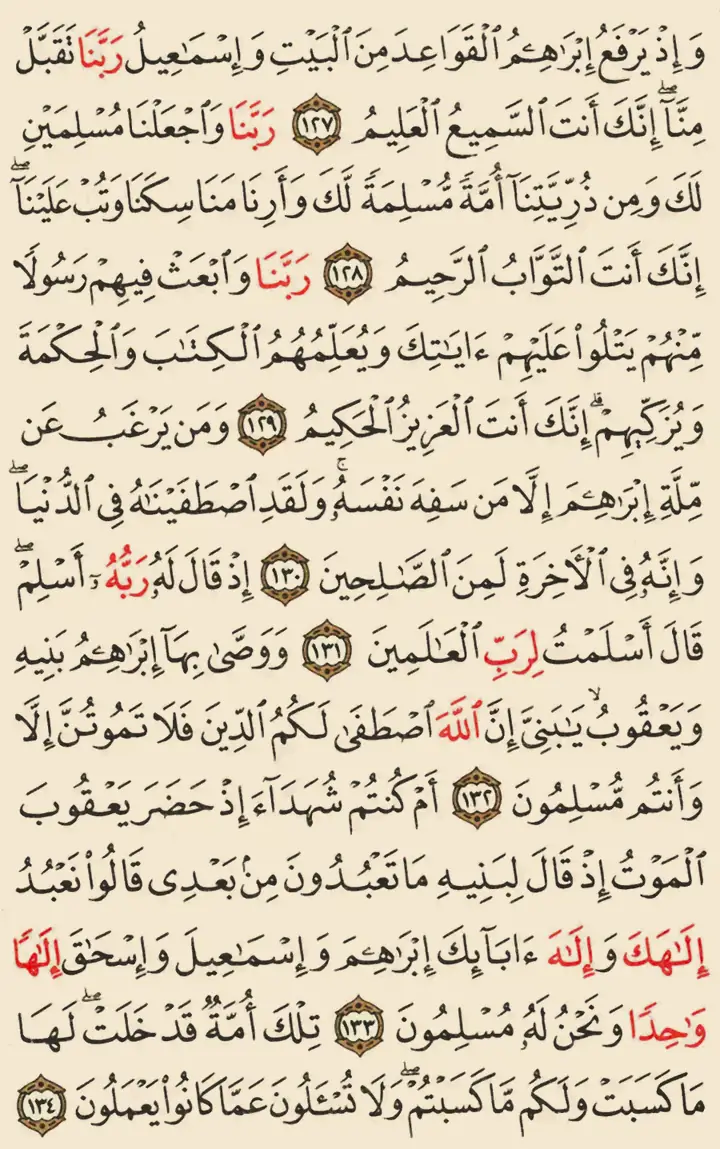 وَإِذْ يَرْفَعُ إِبْرَٰهِـۧمُ ٱلْقَوَاعِدَ مِنَ ٱلْبَيْتِ وَإِسْمَـٰعِيلُ رَبَّنَا تَقَبَّلْ
مِنَّآ ۖ إِنَّكَ أَنتَ ٱلسَّمِيعُ ٱلْعَلِيمُ ١٢٧ رَبَّنَا وَٱجْعَلْنَا مُسْلِمَيْنِ
لَكَ وَمِن ذُرِّيَّتِنَآ أُمَّةً مُّسْلِمَةً لَّكَ وَأَرِنَا مَنَاسِكَنَا وَتُبْ عَلَيْنَآ ۖ
إِنَّكَ أَنتَ ٱلتَّوَّابُ ٱلرَّحِيمُ ١٢٨ رَبَّنَا وَٱبْعَثْ فِيهِمْ رَسُولًا
مِّنْهُمْ يَتْلُوا۟ عَلَيْهِمْ ءَايَـٰتِكَ وَيُعَلِّمُهُمُ ٱلْكِتَـٰبَ وَٱلْحِكْمَةَ
وَيُزَكِّيهِمْ ۚ إِنَّكَ أَنتَ ٱلْعَزِيزُ ٱلْحَكِيمُ ١٢٩ وَمَن يَرْغَبُ عَن
مِّلَّةِ إِبْرَٰهِـۧمَ إِلَّا مَن سَفِهَ نَفْسَهُۥ ۚ وَلَقَدِ ٱصْطَفَيْنَـٰهُ فِى ٱلدُّنْيَا ۖ
وَإِنَّهُۥ فِى ٱلْـَٔاخِرَةِ لَمِنَ ٱلصَّـٰلِحِينَ ١٣٠ إِذْ قَالَ لَهُۥ رَبُّهُۥٓ أَسْلِمْ ۖ
قَالَ أَسْلَمْتُ لِرَبِّ ٱلْعَـٰلَمِينَ ١٣١ وَوَصَّىٰ بِهَآ إِبْرَٰهِـۧمُ بَنِيهِ
وَيَعْقُوبُ ۙ يَـٰبَنِىَّ إِنَّ ٱللَّهَ ٱصْطَفَىٰ لَكُمُ ٱلدِّينَ فَلَا تَمُوتُنَّ إِلَّا
وَأَنتُم مُّسْلِمُونَ ١٣٢ أَمْ كُنتُمْ شُهَدَآءَ إِذْ حَضَرَ يَعْقُوبَ
ٱلْمَوْتُ إِذْ قَالَ لِبَنِيهِ مَا تَعْبُدُونَ مِنۢ بَعْدِى قَالُوا۟ نَعْبُدُ
إِلَـٰهَكَ وَإِلَـٰهَ ءَابَآئِكَ إِبْرَٰهِـۧمَ وَإِسْمَـٰعِيلَ وَإِسْحَـٰقَ إِلَـٰهًا
وَٰحِدًا وَنَحْنُ لَهُۥ مُسْلِمُونَ ١٣٣ تِلْكَ أُمَّةٌ قَدْ خَلَتْ ۖ لَهَا
مَا كَسَبَتْ وَلَكُم مَّا كَسَبْتُمْ ۖ وَلَا تُسْـَٔلُونَ عَمَّا كَانُوا۟ يَعْمَلُونَ ١٣٤